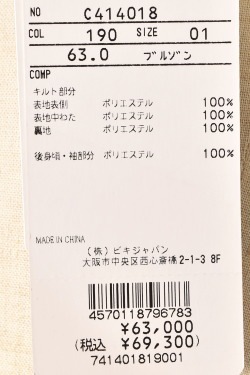 NO C414018
COL 190 SIZE 01
63.0 ブルゾン
COMP
キルト部分
表地表側 ポリエステル 100%
表地中わた ポリエステル 100%
裏地 ポリエステル 100%
後身頃・袖部分 ポリエステル 100%
MADE IN CHINA
(株)ビキジャパン
大阪市中央区西心斎橋2-1-3 8F
4570118796783
¥63,000
(税込 ¥69,300)
741401819001